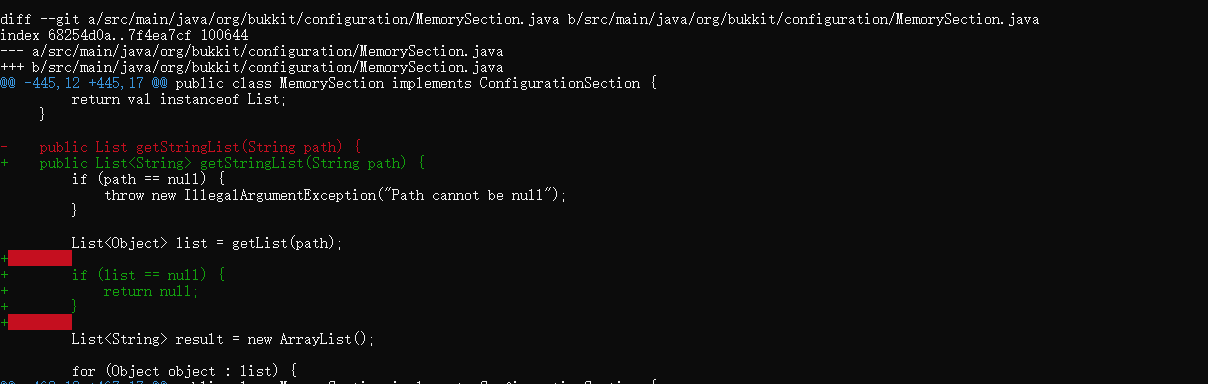 diff --git a/src/main/java/org/bukkit/configuration/MemorySection.java b/src/main/java/org/bukkit/configuration/MemorySection.java
index 68254d0a..7f4ea7cf 100644
--- a/src/main/java/org/bukkit/configuration/MemorySection.java
+++ b/src/main/java/org/bukkit/configuration/MemorySection.java
@@ -445,12 +445,17 @@ public class MemorySection implements ConfigurationSection {
         return val instanceof List;
     }

-    public List getStringList(String path) {
+    public List<String> getStringList(String path) {
         if (path == null) {
             throw new IllegalArgumentException("Path cannot be null");
         }

         List<Object> list = getList(path);
+
+        if (list == null) {
+            return null;
+        }
+
         List<String> result = new ArrayList();

         for (Object object : list) {